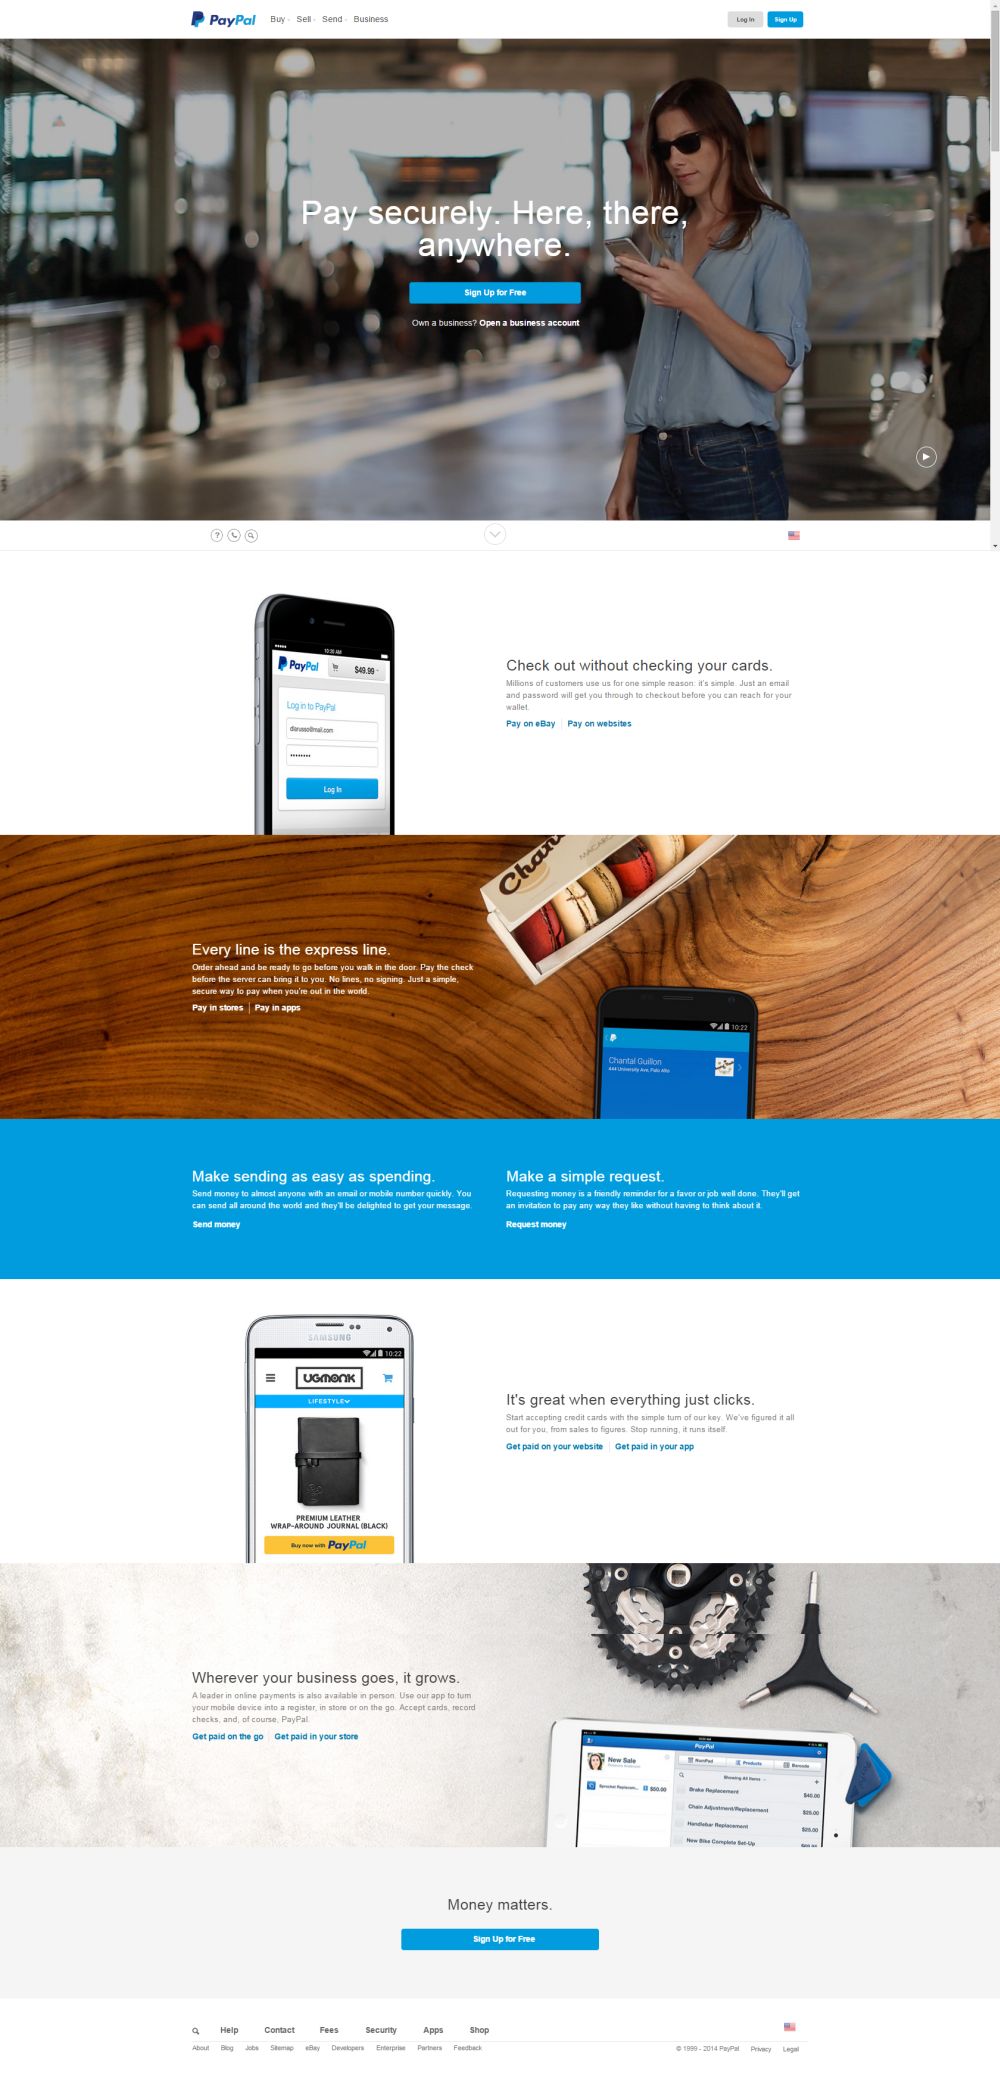 PayPal Buy Sell Send Business Log In Sign Up
Pay securely. Here, there,
anywhere.
Sign Up for Free
Own a business? Open a business account
10:20 AM
PayPal $49.99
Log in to PayPal
Log In
Check out without checking your cards.
Millions of customers use us for one simple reason: it's simple. Just an email
and password will get you through to checkout before you can reach for your
wallet.
Pay on eBay Pay on websites
Every line is the express line.
Order ahead and be ready to go before you walk in the door. Pay the check
before the server can bring it to you. No lines, no signing. Just a simple,
secure way to pay when you're out in the world.
Pay in stores Pay in apps
10:22
Chantal Guillon
444 University Ave, Palo Alto
Make sending as easy as spending.
Send money to almost anyone with an email or mobile number quickly. You
can send all around the world and they'll be delighted to get your message.
Send money
Make a simple request.
Requesting money is a friendly reminder for a favor or job well done. They'll get
an invitation to pay any way they like without having to think about it.
Request money
SAMSUNG
10:22
UGMONK
LIFESTYLE
PREMIUM LEATHER
WRAP-AROUND JOURNAL (BLACK)
Buy now with PayPal
It's great when everything just clicks.
Start accepting credit cards with the simple turn of our key. We've figured it all
out for you, from sales to figures. Stop running, it runs itself.
Get paid on your website Get paid in your app
Wherever your business goes, it grows.
A leader in online payments is also available in person. Use our app to turn
your mobile device into a register, in store or on the go. Accept cards, record
checks, and, of course, PayPal.
Get paid on the go Get paid in your store
PayPal
New Sale
Sprocket Replacem... 1 $50.00
NumPad Products Barcode
Showing All Items
Brake Replacement $40.00
Chain Adjustment/Replacement $25.00
Handlebar Replacement $25.00
New Bike Complete Set-Up
Money matters.
Sign Up for Free
Help Contact Fees Security Apps Shop
About Blog Jobs Sitemap eBay Developers Enterprise Partners Feedback © 1999 - 2014 PayPal Privacy Legal